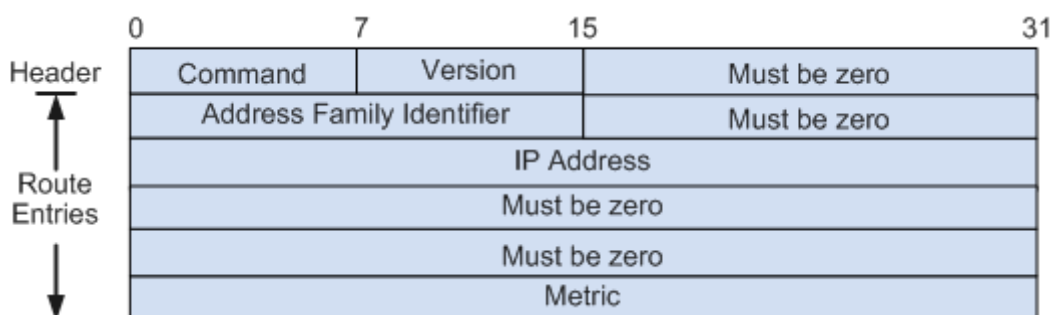 0 7 15 31
Header Command Version Must be zero
Address Family Identifier Must be zero
IP Address
Route
Entries
Must be zero
Must be zero
Metric